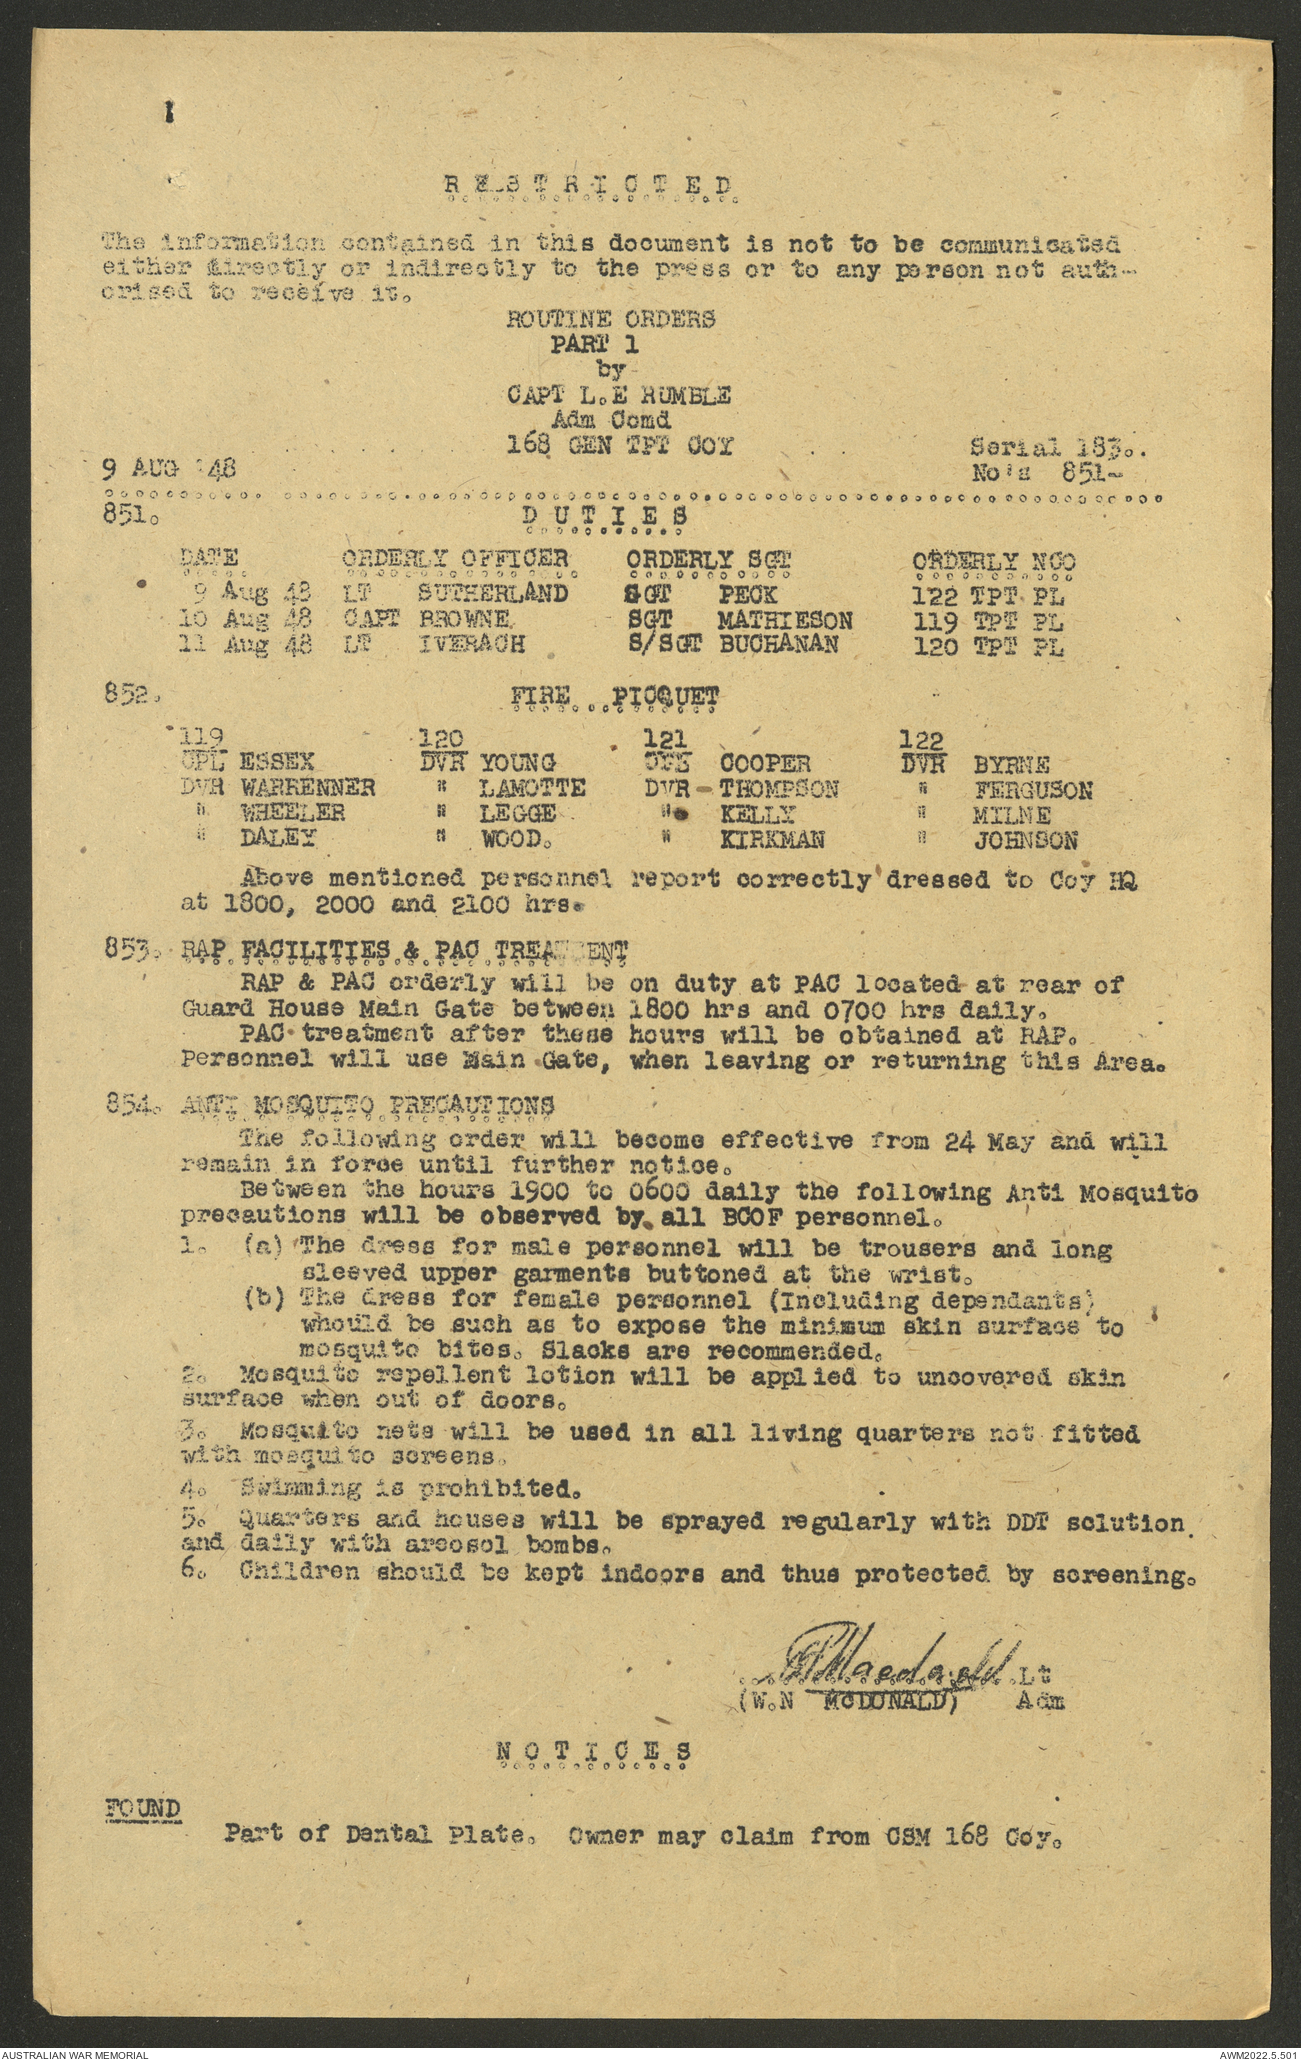 R E S T R I C T E D
The information contained in this document is not to be communicated
either directly or indirectly to the press or to any person not auth-
orised to receive it.
ROUTINE ORDERS
PART 1
by
CAPT L.E RUMBLE
Adm Comd
168 GEN TPT COY
Serial 183.
9 AUG '48
No's 851-
851. D U T I E S
DATE ORDERLY OFFICER ORDERLY SGT ORDERLY NCO
9 Aug 48 LT SUTHERLAND SGT PECK 122 TPT PL
10 Aug 48 CAPT BROWNE SGT MATHIESON 119 TPT PL
11 Aug 48 LT IVERACH S/SGT BUCHANAN 120 TPT PL
852. FIRE PICQUET
119 120 121 122
CPL ESSEX DVR YOUNG CPL COOPER DVR BYRNE
DVR WARRENNER " LAMOTTE DVR THOMPSON " FERGUSON
" WHEELER " LEGGE " KELLY " MILNE
" DALEY " WOOD. " KIRKMAN " JOHNSON
Above mentioned personnel report correctly dressed to Coy HQ
at 1800, 2000 and 2100 hrs.
853. RAP FACILITIES & PAC TREATMENT
RAP & PAC orderly will be on duty at PAC located at rear of
Guard House Main Gate between 1800 hrs and 0700 hrs daily.
PAC treatment after these hours will be obtained at RAP.
Personnel will use Main Gate, when leaving or returning this Area.
854. ANTI MOSQUITO PRECAUTIONS
The following order will become effective from 24 May and will
remain in force until further notice.
Between the hours 1900 to 0600 daily the following Anti Mosquito
precautions will be observed by all BCOF personnel.
1. (a) The dress for male personnel will be trousers and long
sleeved upper garments buttoned at the wrist.
(b) The dress for female personnel (Including dependants)
whould be such as to expose the minimum skin surface to
mosquito bites. Slacks are recommended.
2. Mosquito repellent lotion will be applied to uncovered skin
surface when out of doors.
3. Mosquito nets will be used in all living quarters not fitted
with mosquito screens.
4. Swimming is prohibited.
5. Quarters and houses will be sprayed regularly with DDT solution
and daily with areosol bombs.
6. Children should be kept indoors and thus protected by screening.
Macdonald Lt
(W.N McDONALD) Adm
N O T I C E S
FOUND
Part of Dental Plate. Owner may claim from CSM 168 Coy.
AUSTRALIAN WAR MEMORIAL
AWM2022.5.501